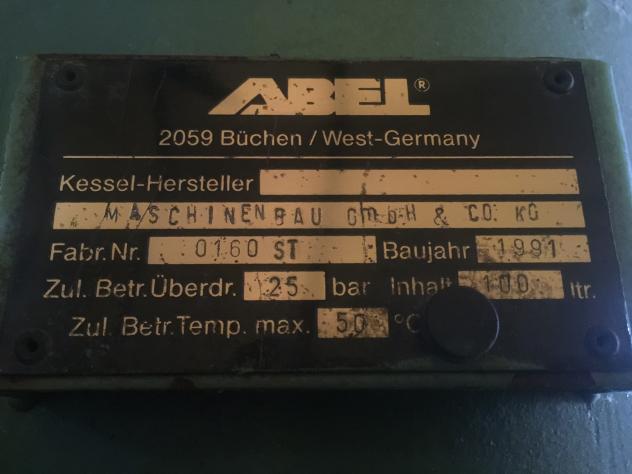 ABEL®
2059 Büchen / West-Germany
Kessel-Hersteller
MASCHINENBAU GmbH & CO. KG
Fabr.Nr. 0160 ST Baujahr 1991
Zul. Betr.Überdr. 25 bar Inhalt 100 ltr.
Zul. Betr.Temp. max. 50 °C